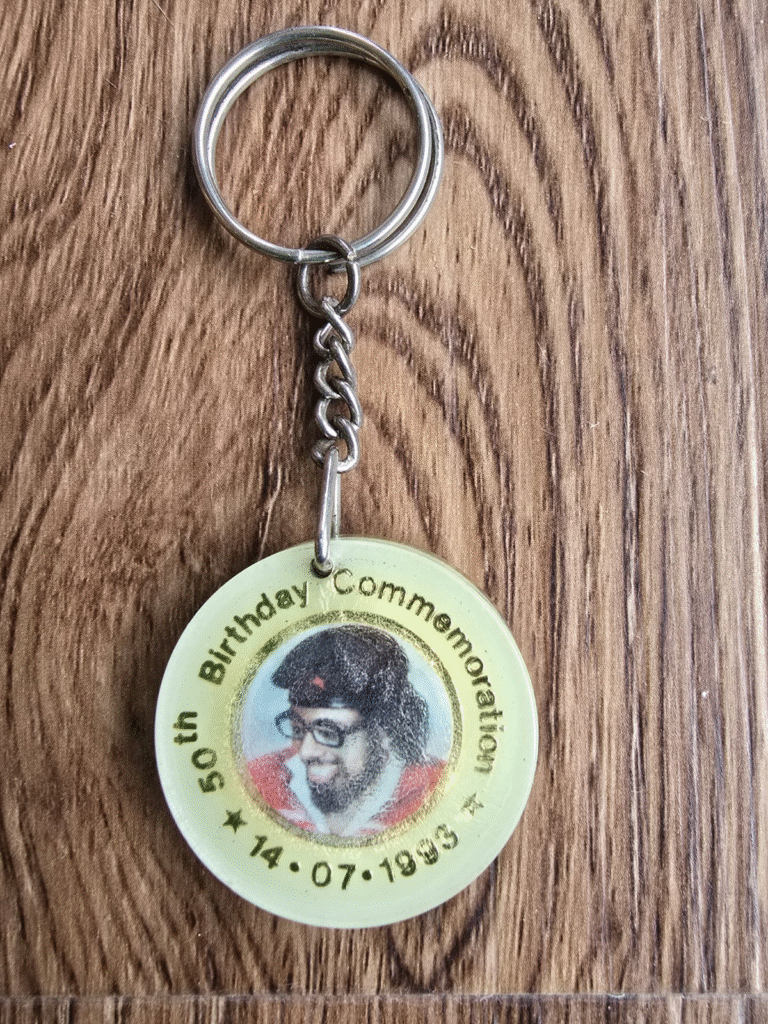 50th Birthday Commemoration
★ 14•07•1993 ★